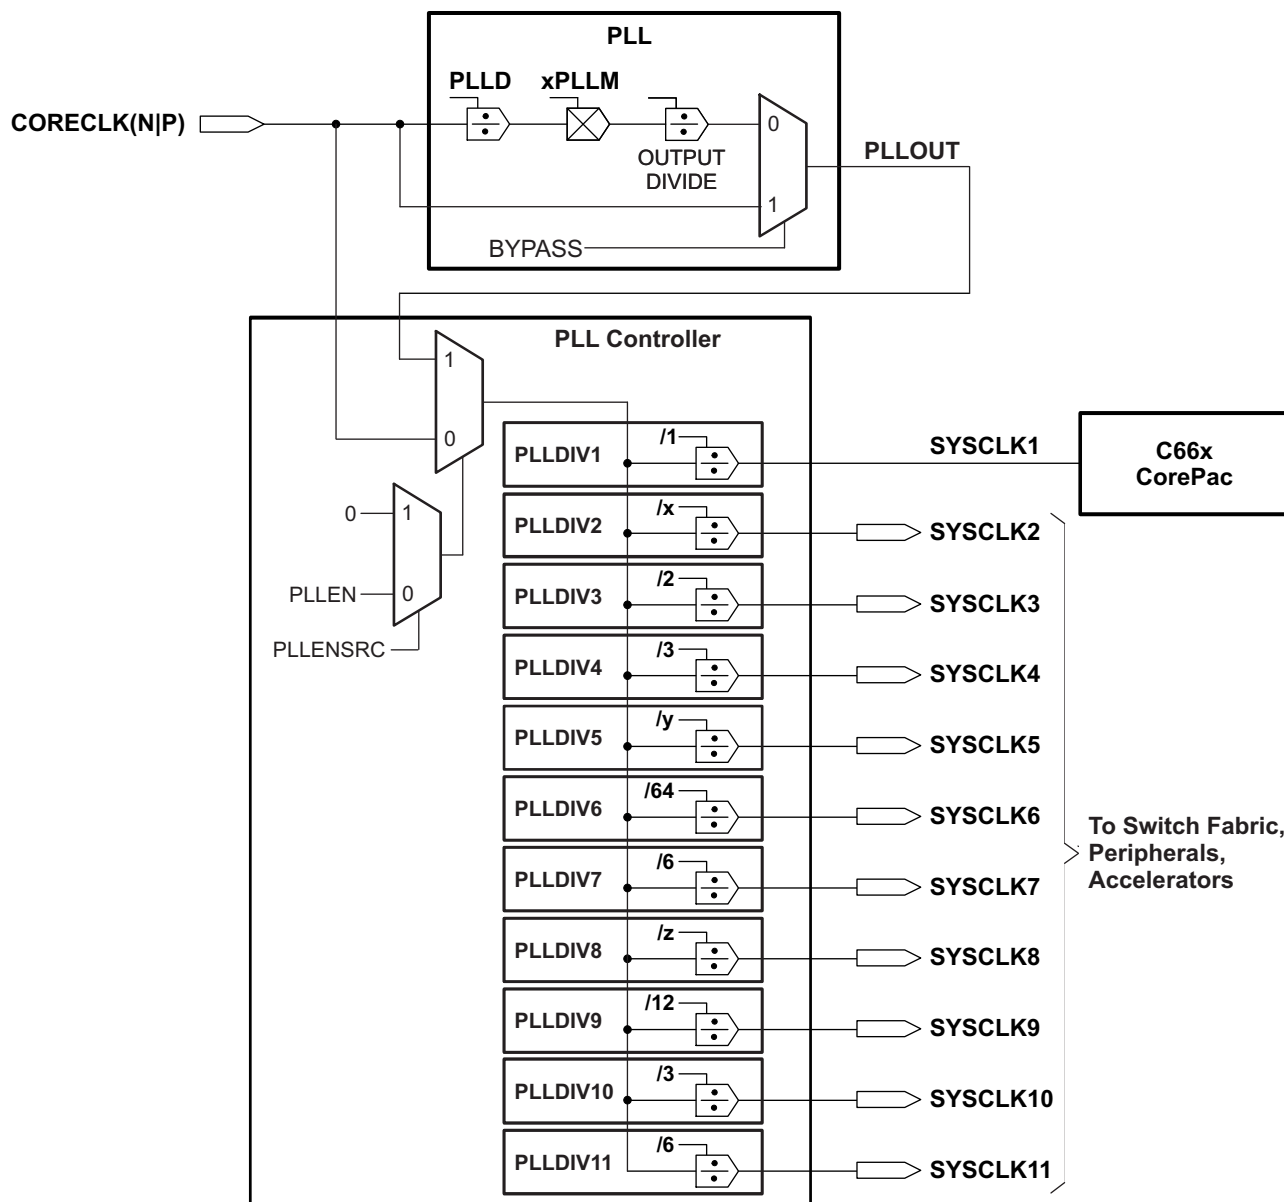 PLL
PLLD
xPLLM
CORECLK(N|P)
0
OUTPUT
DIVIDE
PLLOUT
1
BYPASS
PLL Controller
1
0
/1
PLLDIV1
SYSCLK1
C66x
CorePac
0
1
PLLEN
0
PLLENSRC
/x
PLLDIV2
SYSCLK2
/2
PLLDIV3
SYSCLK3
/3
PLLDIV4
SYSCLK4
/y
PLLDIV5
SYSCLK5
/64
PLLDIV6
SYSCLK6
To Switch Fabric,
Peripherals,
Accelerators
/6
PLLDIV7
SYSCLK7
/z
PLLDIV8
SYSCLK8
/12
PLLDIV9
SYSCLK9
/3
PLLDIV10
SYSCLK10
/6
PLLDIV11
SYSCLK11